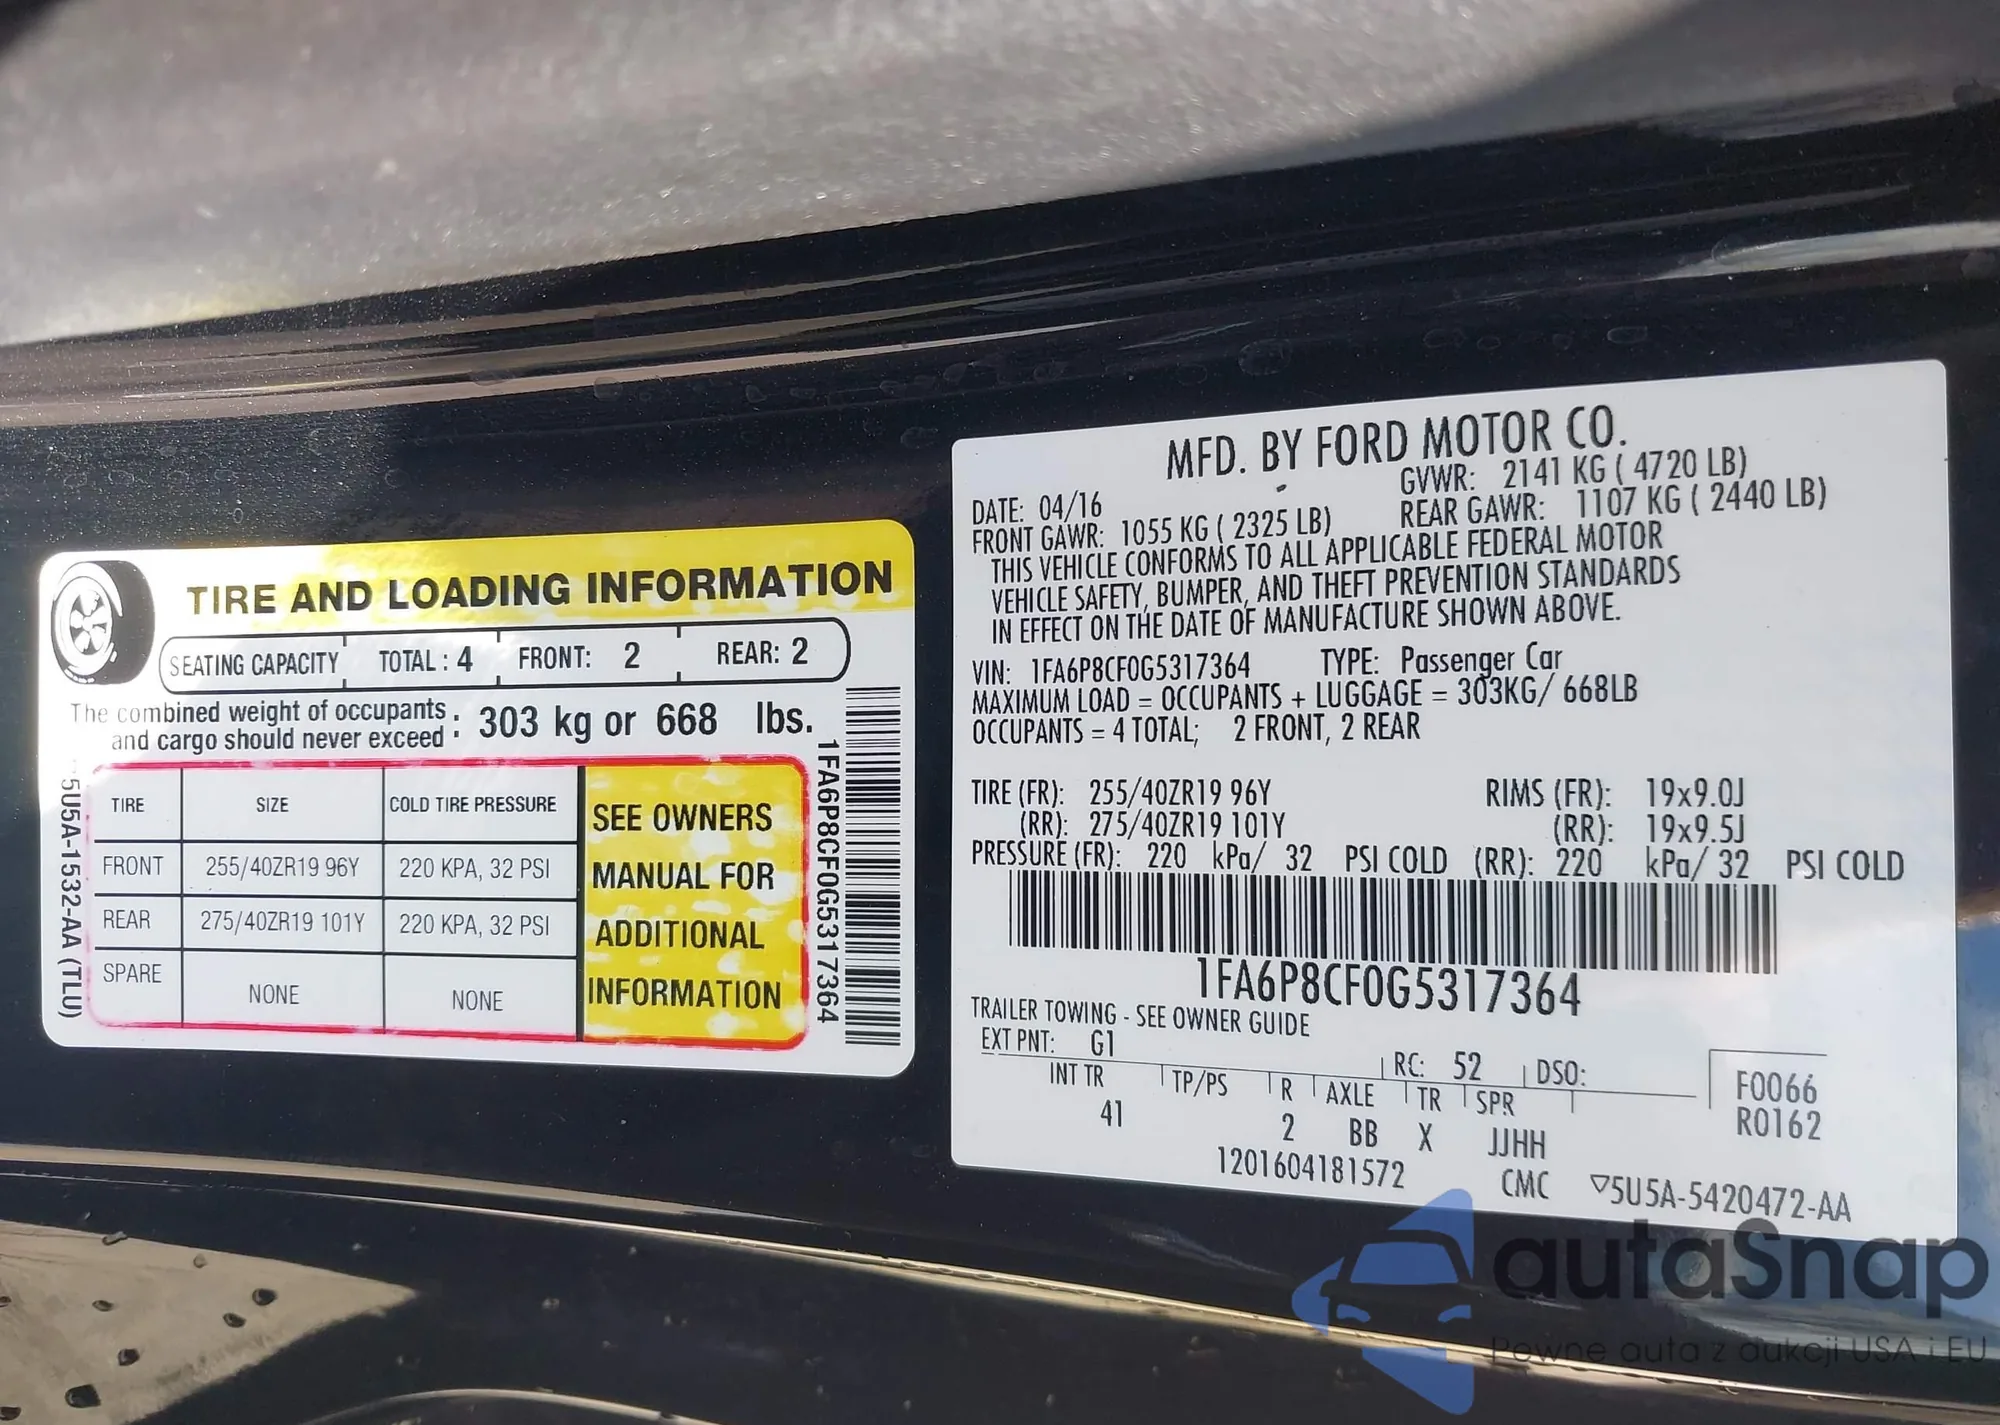 TIRE AND LOADING INFORMATION
SEATING CAPACITY TOTAL : 4 FRONT: 2 REAR: 2
The combined weight of occupants
and cargo should never exceed : 303 kg or 668 lbs.
TIRE SIZE COLD TIRE PRESSURE
FRONT 255/40ZR19 96Y 220 KPA, 32 PSI
REAR 275/40ZR19 101Y 220 KPA, 32 PSI
SPARE NONE NONE
SEE OWNERS
MANUAL FOR
ADDITIONAL
INFORMATION
5U5A-1532-AA (TLU)
1FA6P8CF0G5317364
MFD. BY FORD MOTOR CO.
DATE: 04/16 GVWR: 2141 KG ( 4720 LB)
FRONT GAWR: 1055 KG ( 2325 LB) REAR GAWR: 1107 KG ( 2440 LB)
THIS VEHICLE CONFORMS TO ALL APPLICABLE FEDERAL MOTOR
VEHICLE SAFETY, BUMPER, AND THEFT PREVENTION STANDARDS
IN EFFECT ON THE DATE OF MANUFACTURE SHOWN ABOVE.
VIN: 1FA6P8CF0G5317364 TYPE: Passenger Car
MAXIMUM LOAD = OCCUPANTS + LUGGAGE = 303KG/ 668LB
OCCUPANTS = 4 TOTAL; 2 FRONT, 2 REAR
TIRE (FR): 255/40ZR19 96Y RIMS (FR): 19x9.0J
(RR): 275/40ZR19 101Y (RR): 19x9.5J
PRESSURE (FR): 220 kPa/ 32 PSI COLD (RR): 220 kPa/ 32 PSI COLD
1FA6P8CF0G5317364
TRAILER TOWING - SEE OWNER GUIDE
EXT PNT: G1 RC: 52 DSO:
INT TR TP/PS R AXLE TR SPR
41 2 BB X JJHH
F0066
R0162
1201604181572 CMC ▽5U5A-5420472-AA
autaSnap
Pewne auta z aukcji USA i EU